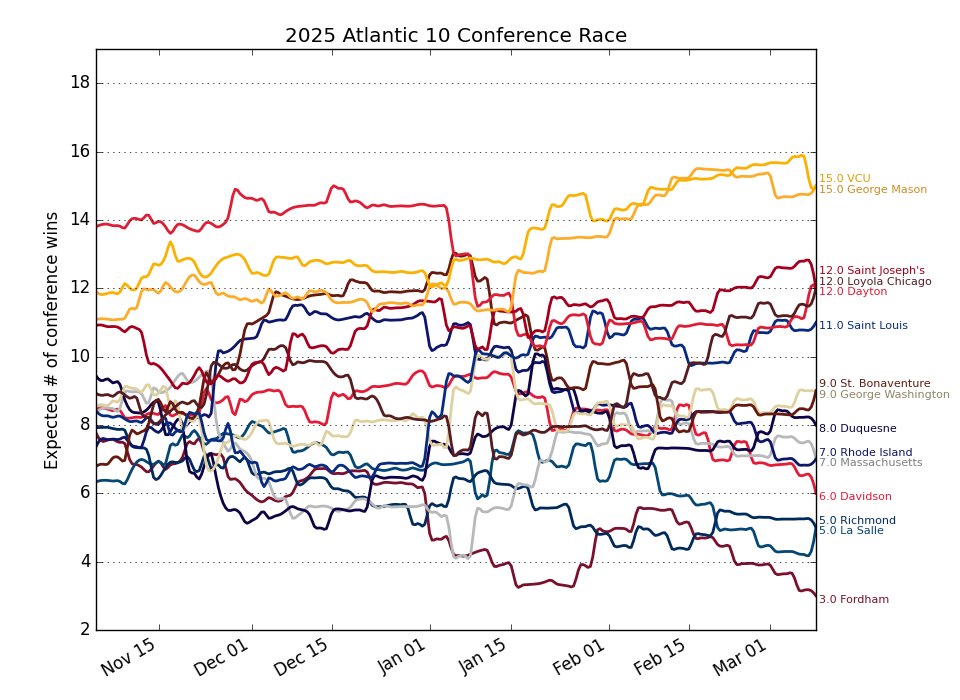 2025 Atlantic 10 Conference Race
Expected # of conference wins
18
16
14
12
10
8
6
4
2
Nov 15
Dec 01
Dec 15
Jan 01
Jan 15
Feb 01
Feb 15
Mar 01
15.0 VCU
15.0 George Mason
12.0 Saint Joseph's
12.0 Loyola Chicago
12.0 Dayton
11.0 Saint Louis
9.0 St. Bonaventure
9.0 George Washington
8.0 Duquesne
7.0 Rhode Island
7.0 Massachusetts
6.0 Davidson
5.0 Richmond
5.0 La Salle
3.0 Fordham